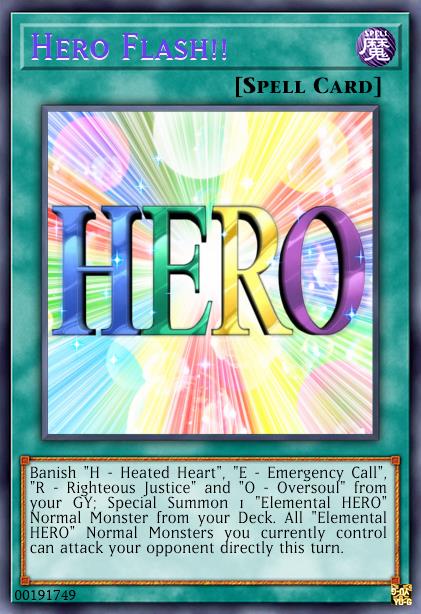 Hero Flash!!
SPELL
魔
[Spell Card]
HERO
Banish "H - Heated Heart", "E - Emergency Call",
"R - Righteous Justice" and "O - Oversoul" from
your GY; Special Summon 1 "Elemental HERO"
Normal Monster from your Deck. All "Elemental
HERO" Normal Monsters you currently control
can attack your opponent directly this turn.
00191749